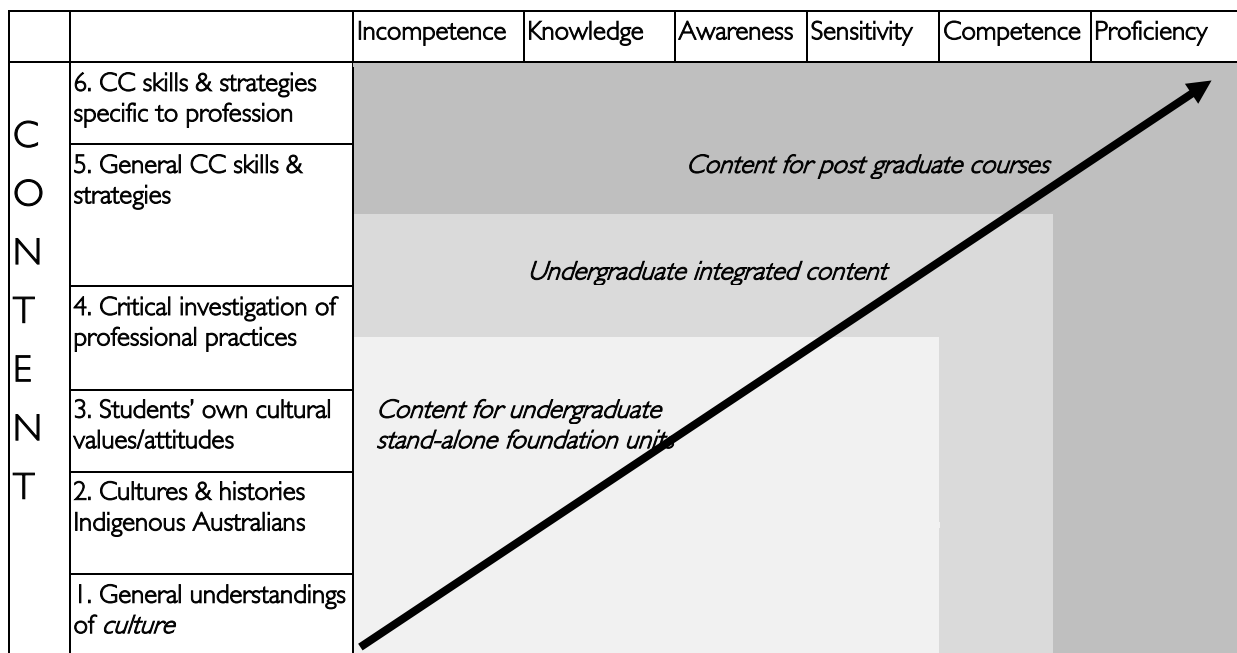 Incompetence Knowledge Awareness Sensitivity Competence Proficiency
CONTENT
6. CC skills & strategies
specific to profession
5. General CC skills &
strategies
4. Critical investigation of
professional practices
3. Students’ own cultural
values/attitudes
2. Cultures & histories
Indigenous Australians
1. General understandings
of culture
Content for post graduate courses
Undergraduate integrated content
Content for undergraduate
stand-alone foundation units